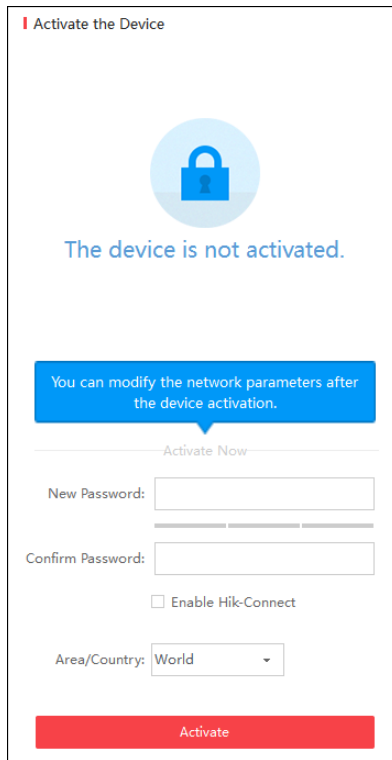 Activate the Device
The device is not activated.
You can modify the network parameters after
the device activation.
Activate Now
New Password:
Confirm Password:
Enable Hik-Connect
Area/Country: World
Activate